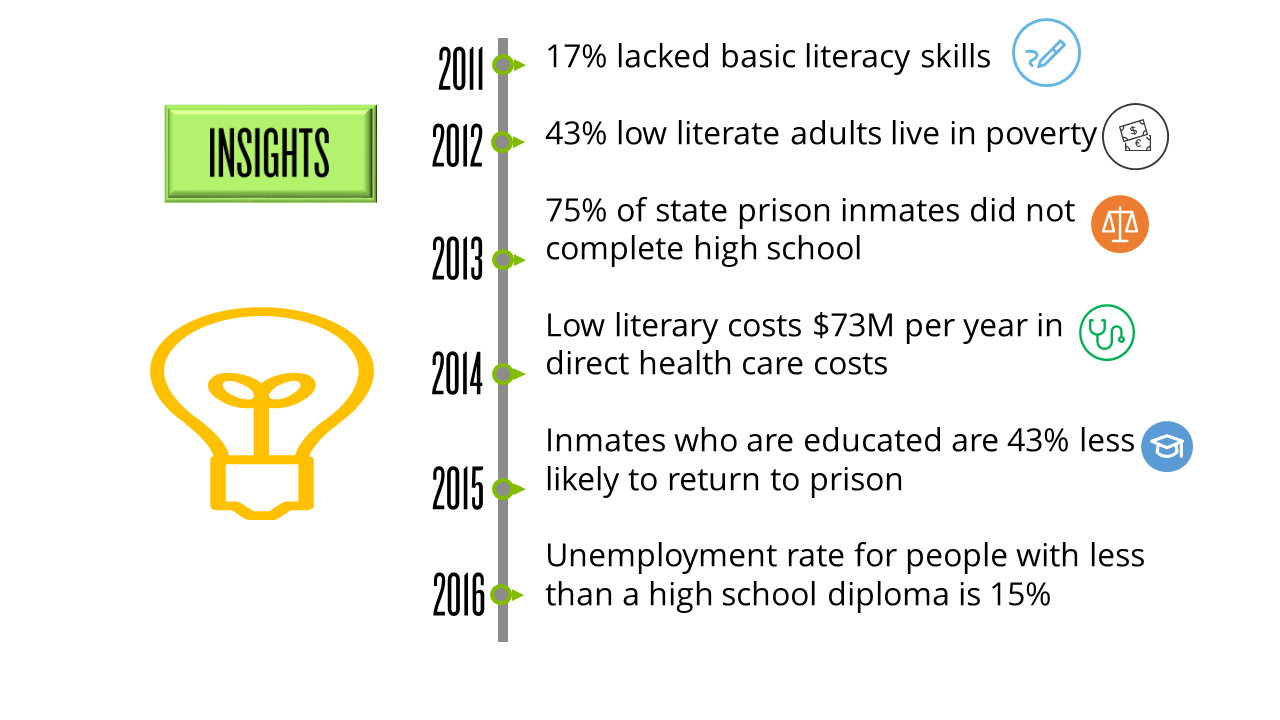 INSIGHTS
2011
17% lacked basic literacy skills
2012
43% low literate adults live in poverty
$
€
2013
75% of state prison inmates did not
complete high school
2014
Low literary costs $73M per year in
direct health care costs
2015
Inmates who are educated are 43% less
likely to return to prison
2016
Unemployment rate for people with less
than a high school diploma is 15%